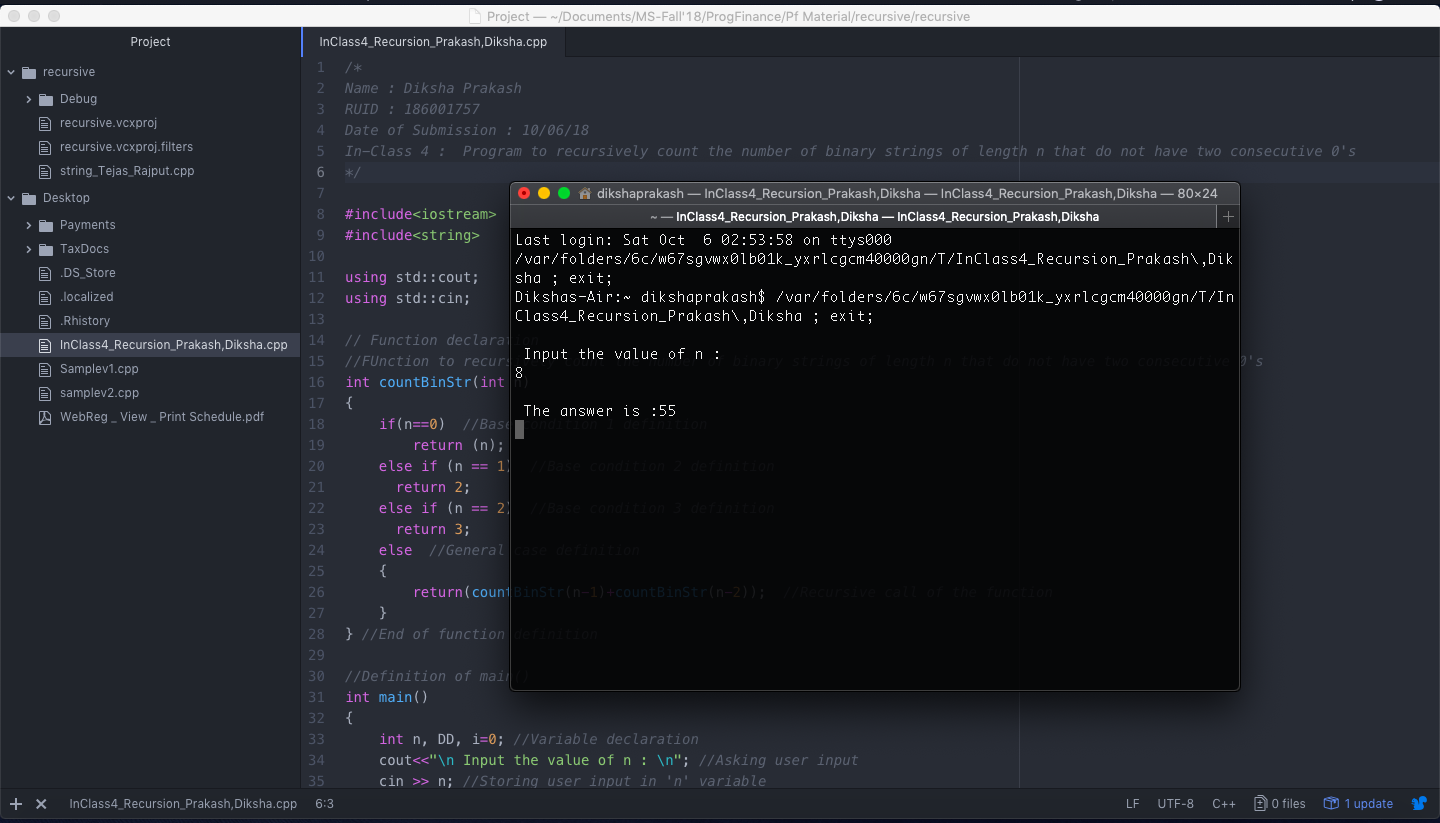 Project — ~/Documents/MS-Fall'18/ProgFinance/Pf Material/recursive/recursive
Project
recursive
Debug
recursive.vcxproj
recursive.vcxproj.filters
string_Tejas_Rajput.cpp
Desktop
Payments
TaxDocs
.DS_Store
.localized
.Rhistory
InClass4_Recursion_Prakash,Diksha.cpp
Samplev1.cpp
samplev2.cpp
WebReg _ View _ Print Schedule.pdf
InClass4_Recursion_Prakash,Diksha.cpp
1 /*
2 Name : Diksha Prakash
3 RUID : 186001757
4 Date of Submission : 10/06/18
5 In-Class 4 :  Program to recursively count the number of binary strings of length n that do not have two consecutive 0's
6 */
7
8 #include<iostream>
9 #include<string>
10
11 using std::cout;
12 using std::cin;
13
14 // Function declaration
15 //FUnction to recurs the number of binary strings of length n that do not have two consecutive 0's
16 int countBinStr(int n)
17 {
18 if(n==0)  //Base condition 1 definition
19 return (n);
20 else if (n == 1)  //Base condition 2 definition
21 return 2;
22 else if (n == 2)  //Base condition 3 definition
23 return 3;
24 else  //General case definition
25 {
26 return(countBinStr(n-1)+countBinStr(n-2));  //Recursive call of the function
27 }
28 } //End of function definition
29
30 //Definition of main()
31 int main()
32 {
33 int n, DD, i=0; //Variable declaration
34 cout<<"\n Input the value of n : \n"; //Asking user input
35 cin >> n; //Storing user input in 'n' variable
dikshaprakash — InClass4_Recursion_Prakash,Diksha — InClass4_Recursion_Prakash,Diksha — 80×24
~ — InClass4_Recursion_Prakash,Diksha — InClass4_Recursion_Prakash,Diksha
Last login: Sat Oct  6 02:53:58 on ttys000
/var/folders/6c/w67sgvwx0lb01k_yxrlcgcm40000gn/T/InClass4_Recursion_Prakash\,Dik
sha ; exit;
Dikshas-Air:~ dikshaprakash$ /var/folders/6c/w67sgvwx0lb01k_yxrlcgcm40000gn/T/In
Class4_Recursion_Prakash\,Diksha ; exit;
Input the value of n :
8
The answer is :55
InClass4_Recursion_Prakash,Diksha.cpp 6:3
LF UTF-8 C++ 0 files 1 update